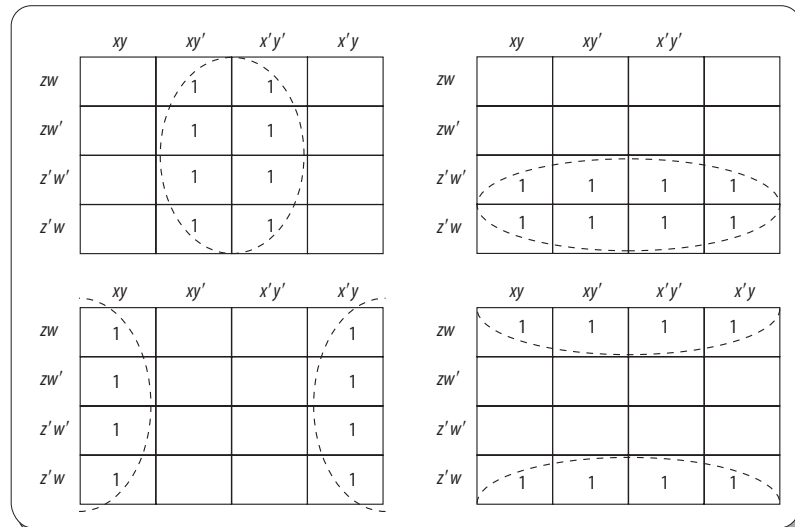 xy xy' x'y' x'y
zw 1 1
zw' 1 1
z'w' 1 1
z'w 1 1
xy xy' x'y'
zw
zw'
z'w' 1 1 1 1
z'w 1 1 1 1
xy xy' x'y' x'y
zw 1 1
zw' 1 1
z'w' 1 1
z'w 1 1
xy xy' x'y' x'y
zw 1 1 1 1
zw'
z'w'
z'w 1 1 1 1